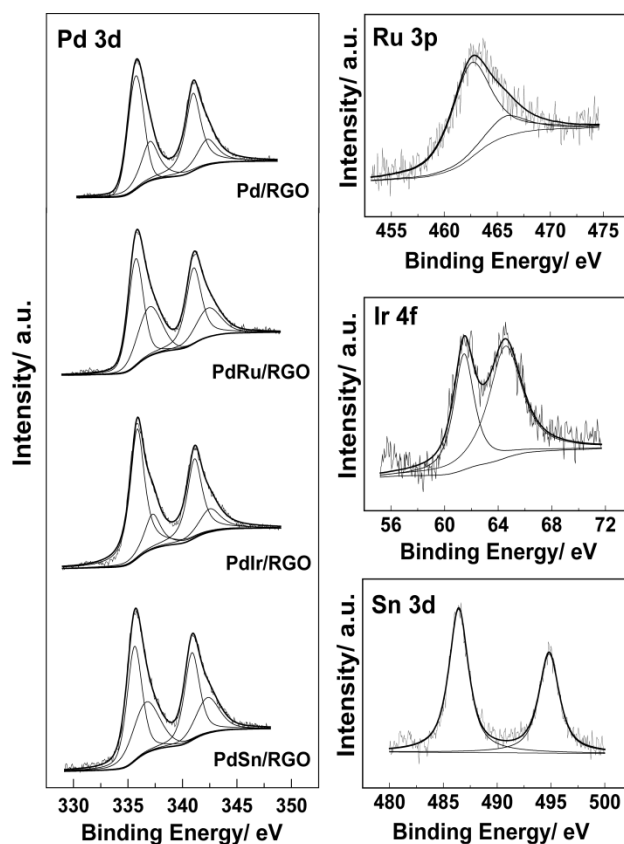 Pd 3d
Pd/RGO
PdRu/RGO
PdIr/RGO
PdSn/RGO
Intensity/ a.u.
330 335 340 345 350
Binding Energy/ eV
Ru 3p
Intensity/ a.u.
455 460 465 470 475
Binding Energy/ eV
Ir 4f
Intensity/ a.u.
56 60 64 68 72
Binding Energy/ eV
Sn 3d
Intensity/ a.u.
480 485 490 495 500
Binding Energy/ eV